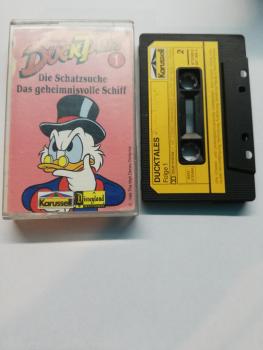 DUCKTALES
1
Die Schatzsuche
Das geheimnisvolle Schiff
Karussell
Disneyland
Karussell
2
DUCKTALES
Folge 1